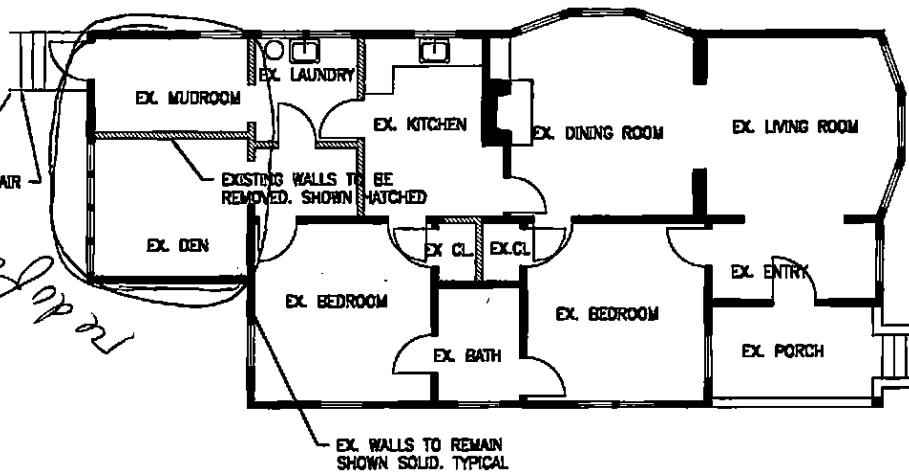 EX. LAUNDRY
EX. MUDROOM
EX. KITCHEN
EX. DINING ROOM
EX. LIVING ROOM
AIR
EXISTING WALLS TO BE
REMOVED. SHOWN HATCHED
EX. DEN
EX CL.
EX.CL
EX. ENTRY
EX. BEDROOM
EX. BEDROOM
EX. BATH
EX. PORCH
EX. WALLS TO REMAIN
SHOWN SOLID. TYPICAL